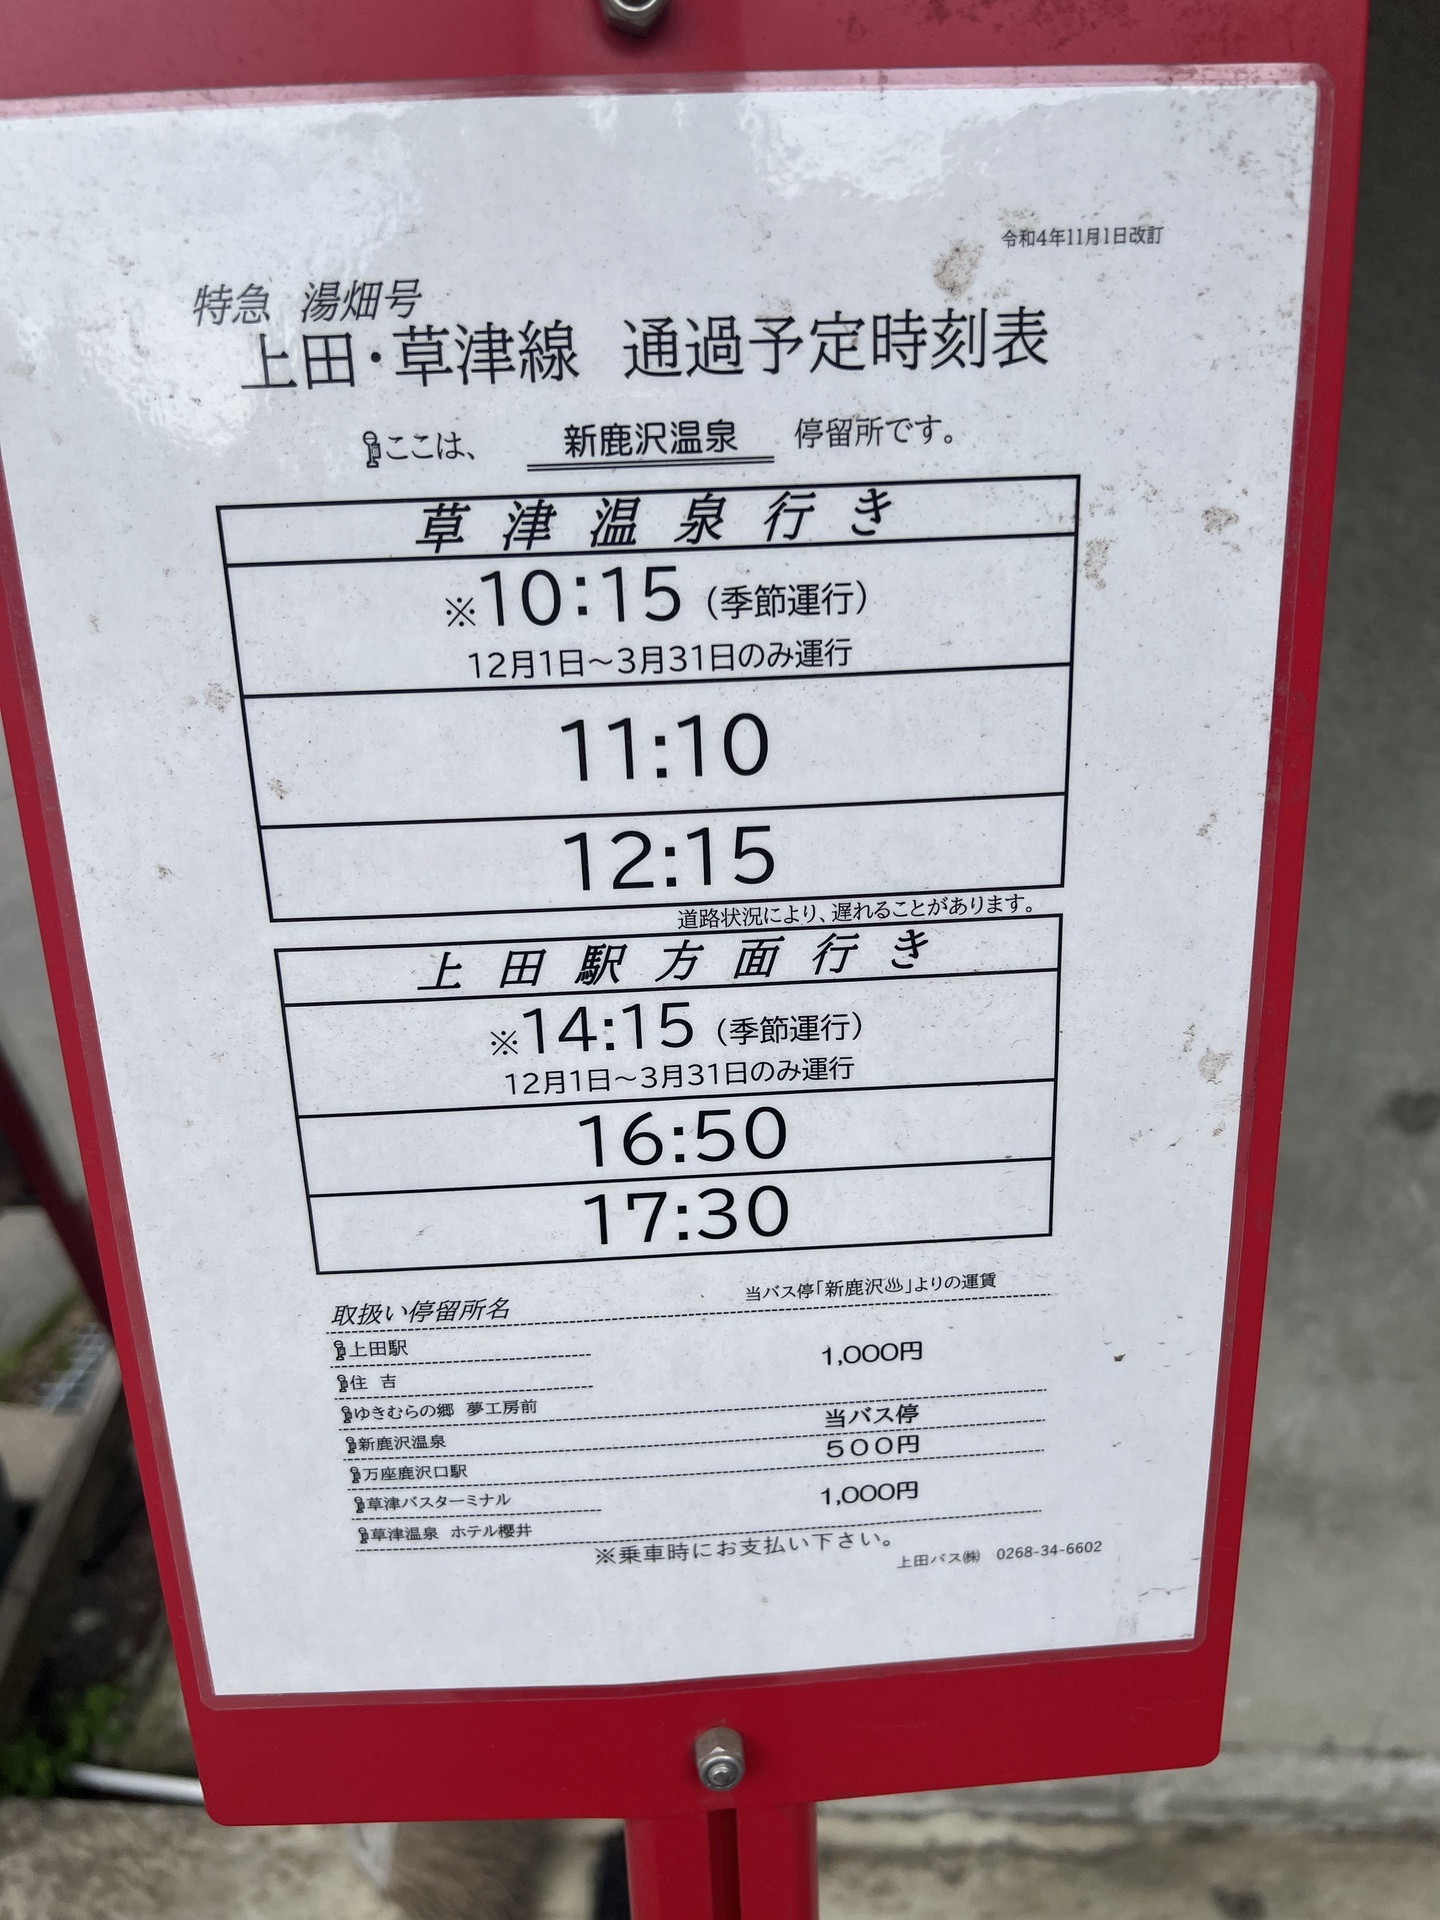 令和4年11月1日改訂
特急 湯畑号
上田・草津線 通過予定時刻表
ここは、 新鹿沢温泉 停留所です。
草津温泉行き
※10:15 (季節運行)
12月1日～3月31日のみ運行
11:10
12:15
道路状況により、遅れることがあります。
上田駅方面行き
※14:15 (季節運行)
12月1日～3月31日のみ運行
16:50
17:30
取扱い停留所名 当バス停「新鹿沢♨」よりの運賃
上田駅
1,000円
住 吉
ゆきむらの郷 夢工房前
新鹿沢温泉 当バス停
万座鹿沢口駅 500円
草津バスターミナル
1,000円
草津温泉 ホテル櫻井
※乗車時にお支払い下さい。
上田バス㈱ 0268-34-6602